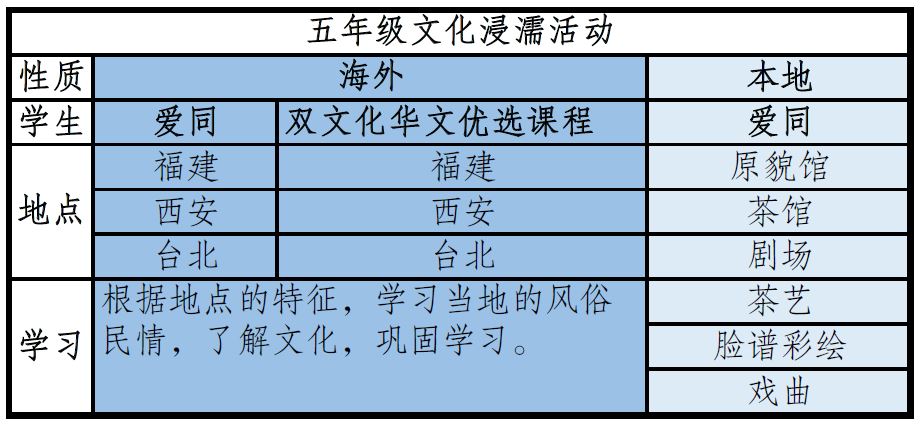 五年级文化浸濡活动
性质 海外 本地
学生 爱同 双文化华文优选课程 爱同
地点 福建 福建 原貌馆
西安 西安 茶馆
台北 台北 剧场
学习 根据地点的特征，学习当地的风俗
民情，了解文化，巩固学习。
茶艺
脸谱彩绘
戏曲